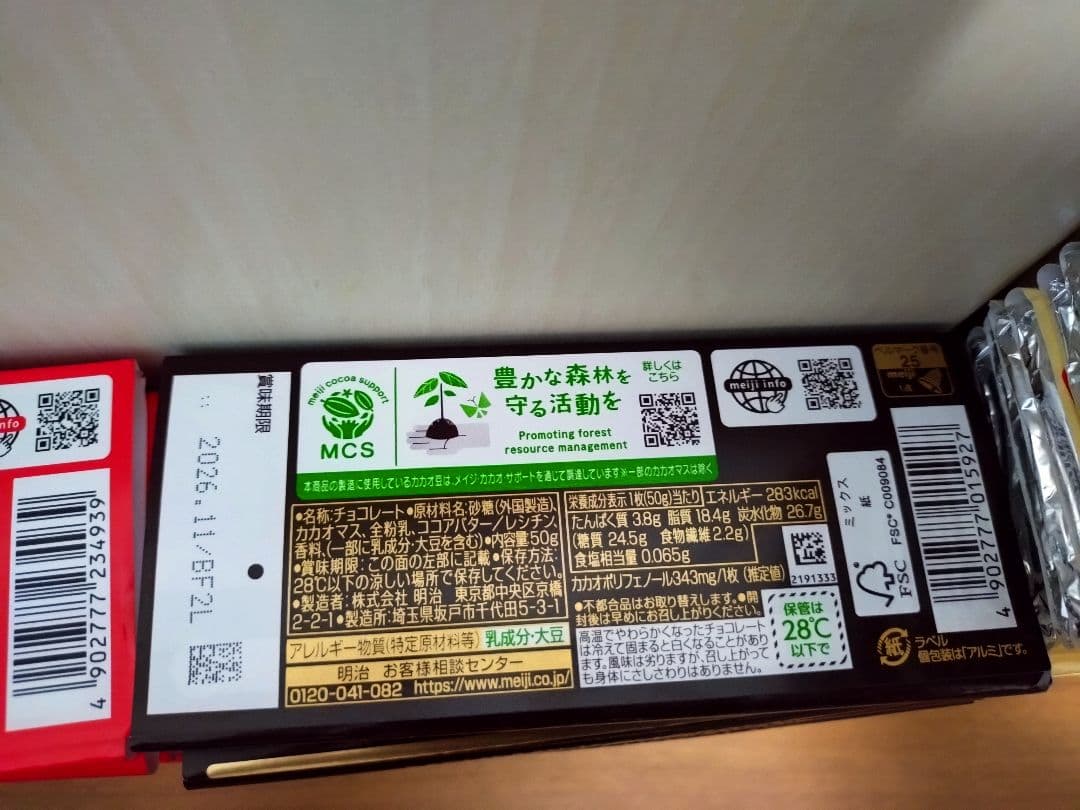 info
4 902777 234939
賞味期限
2026.11/BF2L
meiji cocoa support
MCS
豊かな森林を
守る活動を
Promoting forest
resource management
詳しくは
こちら
本商品の製造に使用しているカカオ豆は、メイジ・カカオ サポートを通じて調達しています※一部のカカオマスは除く
●名称:チョコレート●原材料名:砂糖(外国製造)、
カカオマス、全粉乳、ココアバター/レシチン、
香料、(一部に乳成分・大豆を含む)●内容量:50g
●賞味期限:この面の左部に記載●保存方法:
28℃以下の涼しい場所で保存してください。
●製造者:株式会社 明治 東京都中央区京橋
2-2-1●製造所:埼玉県坂戸市千代田5-3-1
アレルギー物質(特定原材料等) 乳成分・大豆
明治 お客様相談センター
0120-041-082 https://www.meiji.co.jp/
栄養成分表示1枚(50g)当たり エネルギー 283kcal
たんぱく質 3.8g 脂質 18.4g 炭水化物 26.7g
(糖質 24.5g 食物繊維 2.2g)
食塩相当量 0.065g
カカオポリフェノール343mg/1枚(推定値)
2191333
●不都合品はお取り替えします。●開
封後は早めにお召し上がりください。
高温でやわらかくなったチョコレート
は冷えて固まると白くなることがあり
ます。風味は劣りますが、召し上がって
も身体にさしさわりはありません。
保管は
28℃
以下で
meiji info
ベルマーク番号
25
meiji
ミックス
紙
FSC® C009084
FSC
4 902777 015927
紙
ラベル
個包装は「アルミ」です。